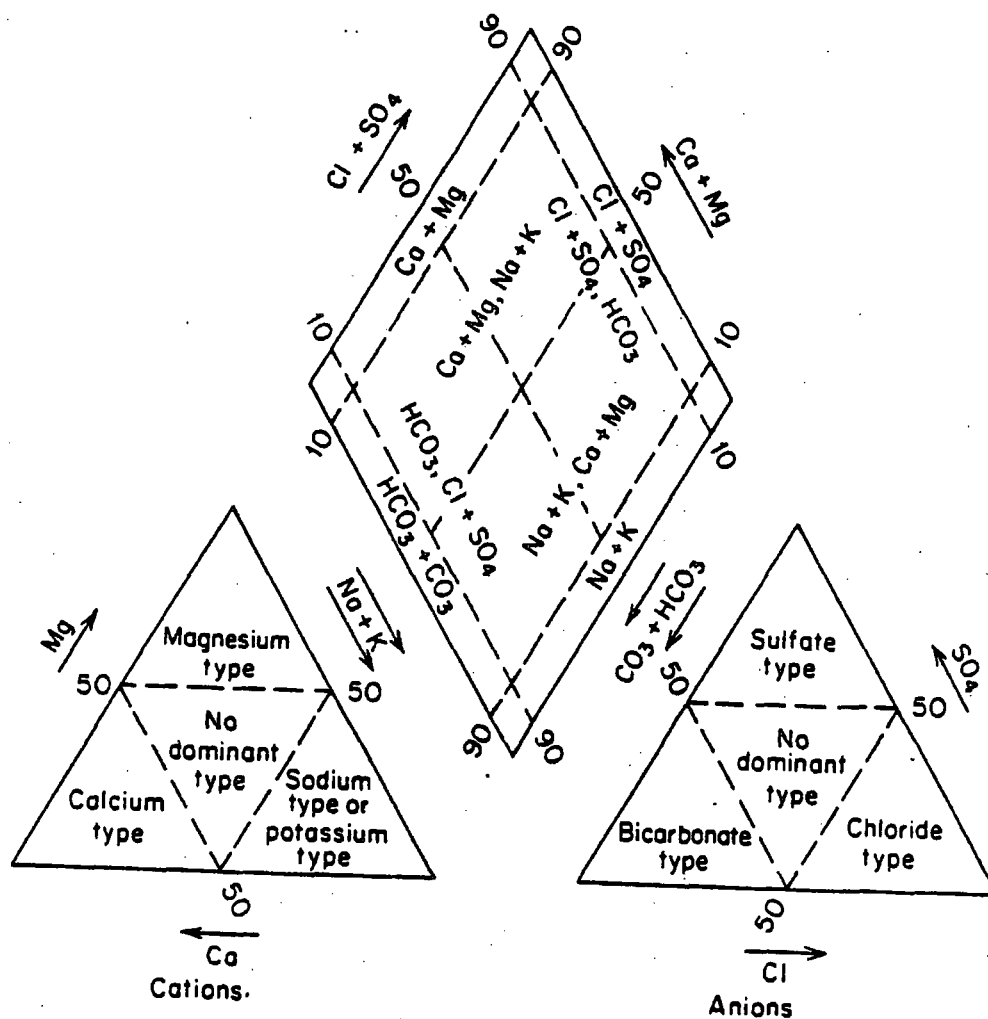 90
90
Cl + SO4
50
Ca + Mg
50
Ca + Mg
Cl + SO4
Cl + SO4, HCO3
Ca + Mg, Na + K
10
10
10
10
HCO3, Cl + SO4
HCO3 + CO3
Na + K, Ca + Mg
Na + K
90
90
Mg
50
Na + K
50
Magnesium
type
No
dominant
type
Calcium
type
Sodium
type or
potassium
type
50
Ca
Cations.
CO3 + HCO3
50
SO4
50
Sulfate
type
No
dominant
type
Bicarbonate
type
Chloride
type
50
Cl
Anions